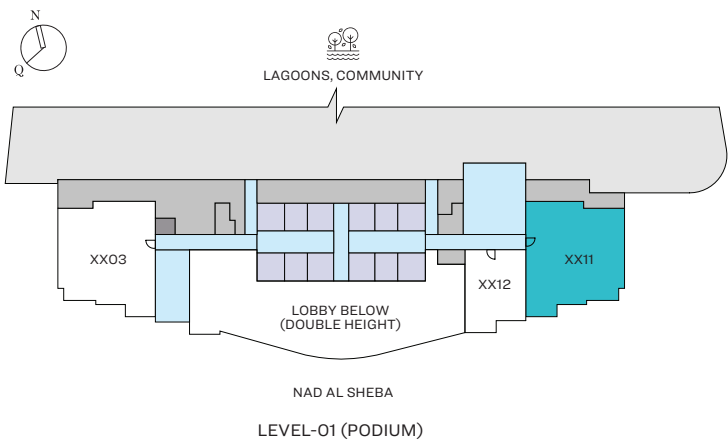 N
Q
LAGOONS, COMMUNITY
XX03
XX11
XX12
LOBBY BELOW
(DOUBLE HEIGHT)
NAD AL SHEBA
LEVEL-01 (PODIUM)